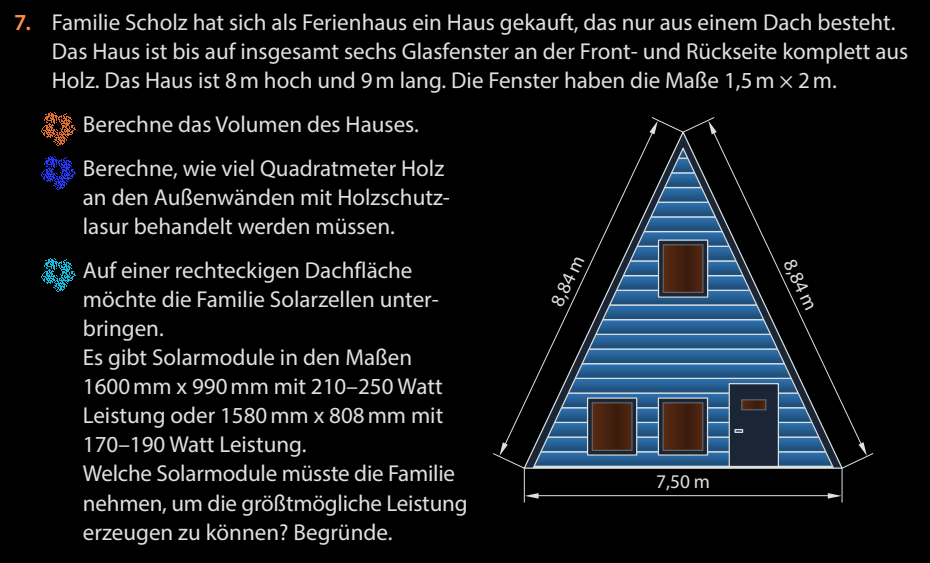 7. Familie Scholz hat sich als Ferienhaus ein Haus gekauft, das nur aus einem Dach besteht.
Das Haus ist bis auf insgesamt sechs Glasfenster an der Front- und Rückseite komplett aus
Holz. Das Haus ist 8 m hoch und 9 m lang. Die Fenster haben die Maße 1,5 m × 2 m.
Berechne das Volumen des Hauses.
Berechne, wie viel Quadratmeter Holz
an den Außenwänden mit Holzschutz-
lasur behandelt werden müssen.
Auf einer rechteckigen Dachfläche
möchte die Familie Solarzellen unter-
bringen.
Es gibt Solarmodule in den Maßen
1600 mm x 990 mm mit 210–250 Watt
Leistung oder 1580 mm x 808 mm mit
170–190 Watt Leistung.
Welche Solarmodule müsste die Familie
nehmen, um die größtmögliche Leistung
erzeugen zu können? Begründe.
8,84 m
8,84 m
7,50 m